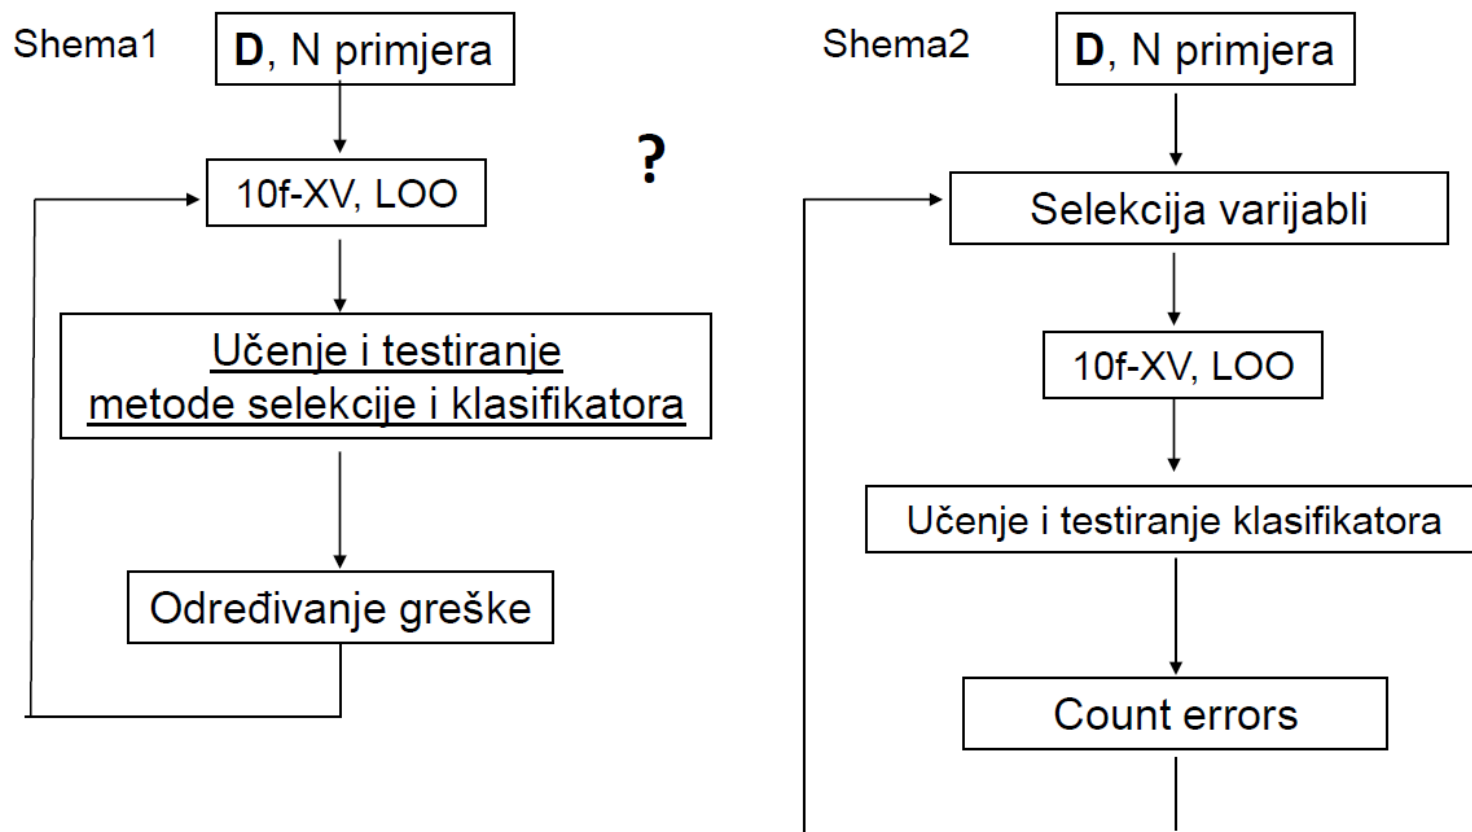 Shema1
D, N primjera
10f-XV, LOO
Učenje i testiranje
metode selekcije i klasifikatora
Određivanje greške
?
Shema2
D, N primjera
Selekcija varijabli
10f-XV, LOO
Učenje i testiranje klasifikatora
Count errors